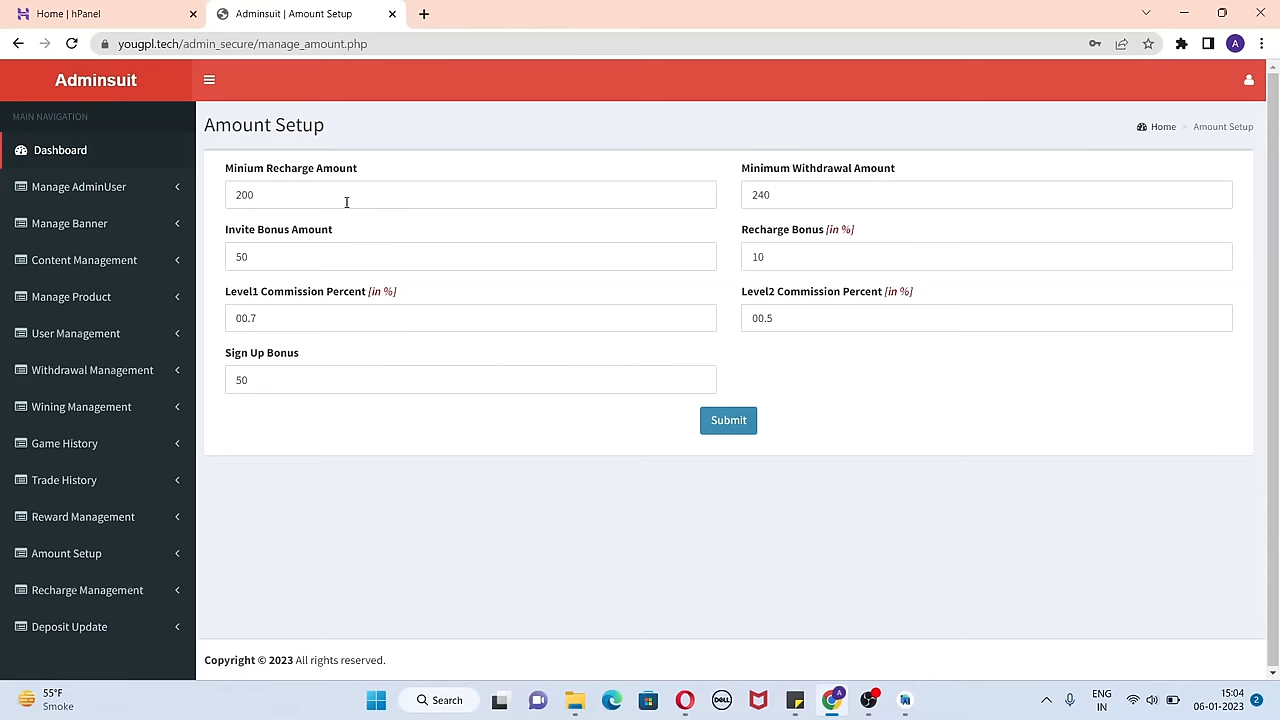 Home | hPanel
Adminsuit | Amount Setup
yougpl.tech/admin_secure/manage_amount.php
A
Adminsuit
MAIN NAVIGATION
Dashboard
Manage AdminUser
Manage Banner
Content Management
Manage Product
User Management
Withdrawal Management
Wining Management
Game History
Trade History
Reward Management
Amount Setup
Recharge Management
Deposit Update
Amount Setup
Home > Amount Setup
Minium Recharge Amount
200
Minimum Withdrawal Amount
240
Invite Bonus Amount
50
Recharge Bonus [in %]
10
Level1 Commission Percent [in %]
00.7
Level2 Commission Percent [in %]
00.5
Sign Up Bonus
50
Submit
Copyright © 2023 All rights reserved.
55°F
Smoke
Search
DELL
A
ENG
IN
15:04
06-01-2023
2